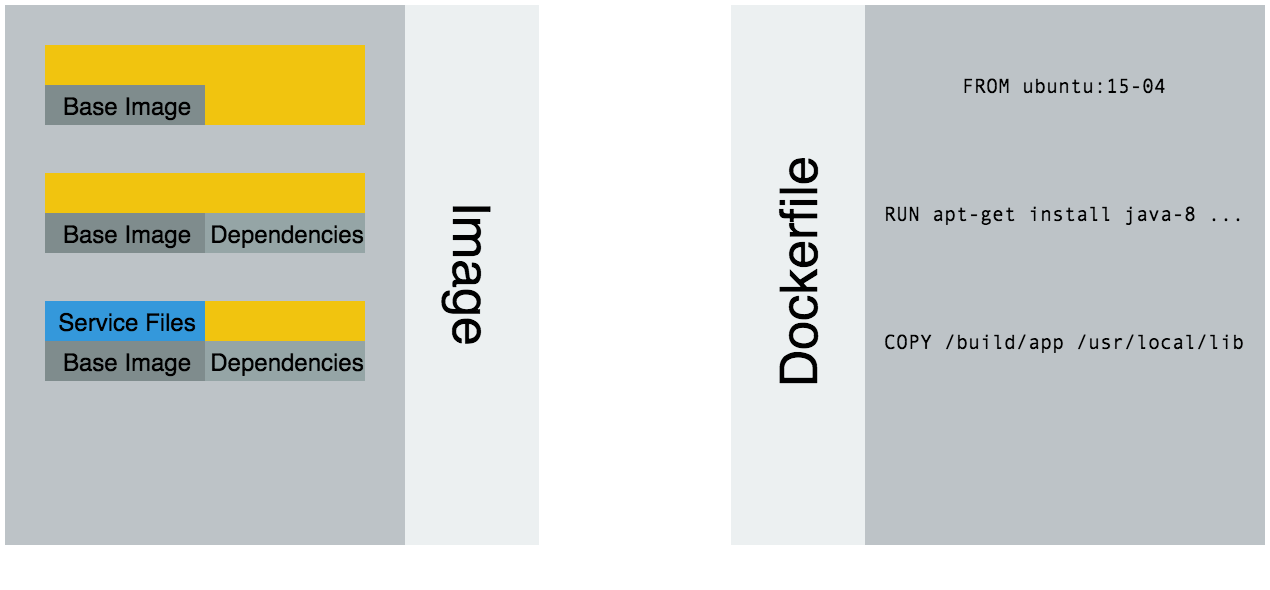 Base Image
Base Image Dependencies
Service Files
Base Image Dependencies
Image
Dockerfile
FROM ubuntu:15-04
RUN apt-get install java-8 ...
COPY /build/app /usr/local/lib